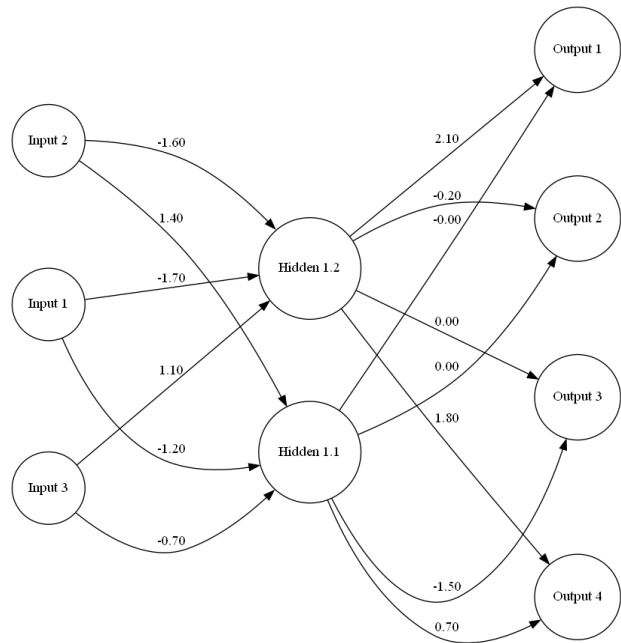 Output 1
Input 2
-1.60
2.10
-0.20
1.40
-0.00
Output 2
Hidden 1.2
-1.70
Input 1
0.00
1.10
0.00
Output 3
1.80
-1.20
Hidden 1.1
Input 3
-0.70
-1.50
Output 4
0.70